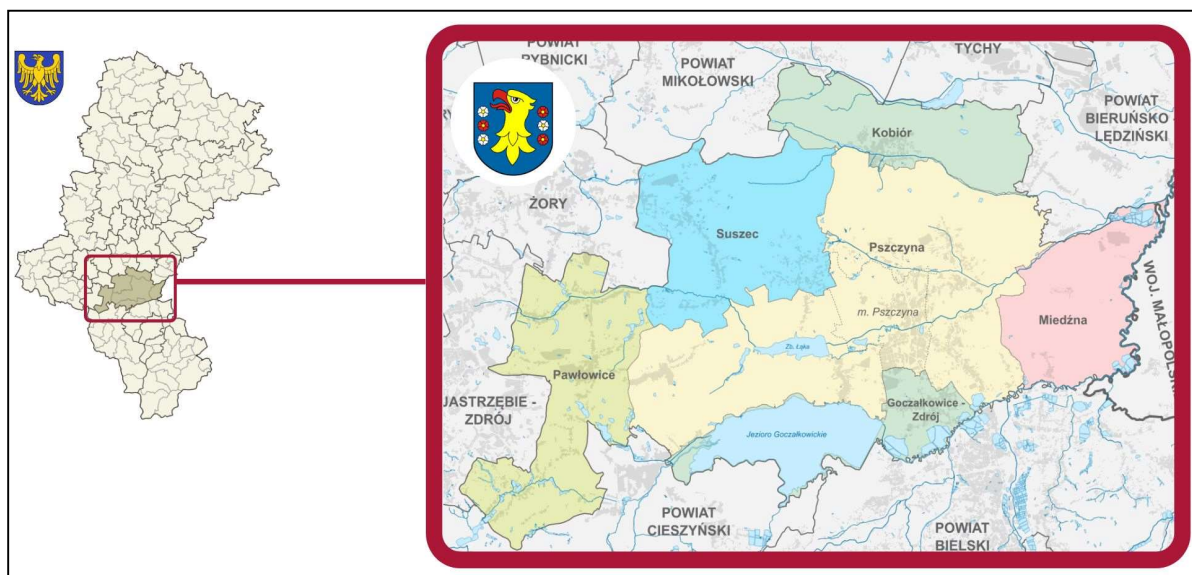 POWIAT
RYBNICKI
POWIAT
MIKOŁOWSKI
TYCHY
POWIAT
BIERUŃSKO -
LĘDZIŃSKI
Kobiór
ŻORY
Suszec
Pszczyna
WOJ. MAŁOPOLSKI
m. Pszczyna
Miedźna
Zb. Łąka
Pawłowice
JASTRZĘBIE -
ZDRÓJ
Goczałkowice -
Zdrój
Jezioro Goczałkowickie
POWIAT
CIESZYŃSKI
POWIAT
BIELSKI